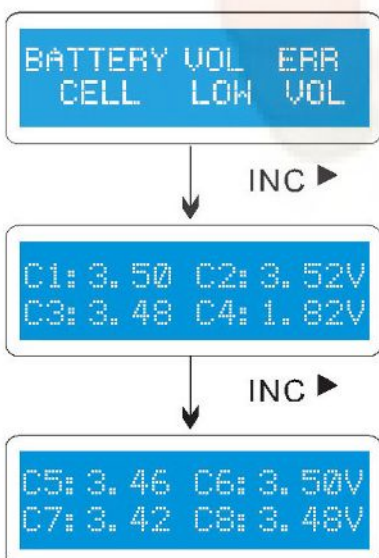 BATTERY VOL ERR
CELL LOW VOL
INC ►
C1: 3.50 C2: 3.52V
C3: 3.48 C4: 1.82V
INC ►
C5: 3.46 C6: 3.50V
C7: 3.42 C8: 3.48V